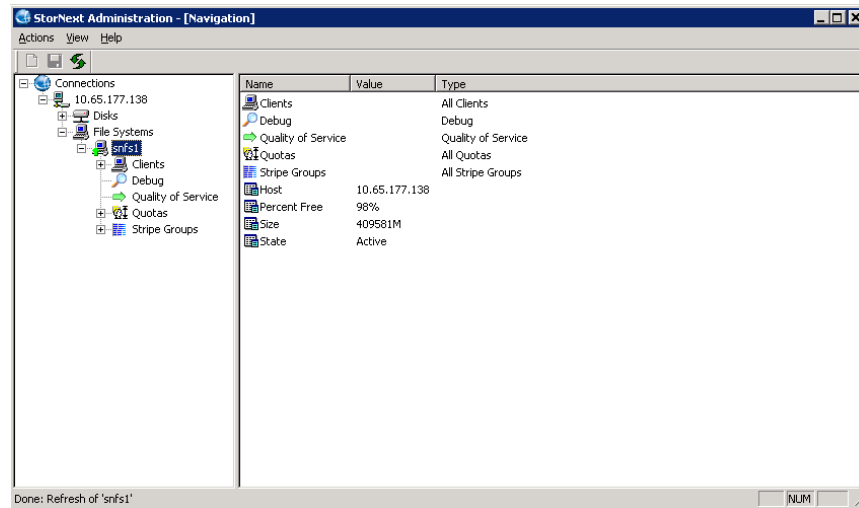 StorNext Administration - [Navigation]
Actions View Help
Connections
10.65.177.138
Disks
File Systems
snfs1
Clients
Debug
Quality of Service
Quotas
Stripe Groups
Name Value Type
Clients All Clients
Debug Debug
Quality of Service Quality of Service
Quotas All Quotas
Stripe Groups All Stripe Groups
Host 10.65.177.138
Percent Free 98%
Size 409581M
State Active
Done: Refresh of 'snfs1' NUM